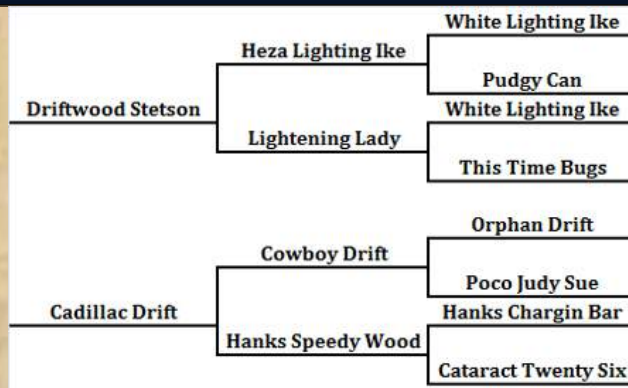 White Lighting Ike
Heza Lighting Ike
Pudgy Can
Driftwood Stetson
White Lighting Ike
Lightening Lady
This Time Bugs
Orphan Drift
Cowboy Drift
Poco Judy Sue
Cadillac Drift
Hanks Chargin Bar
Hanks Speedy Wood
Cataract Twenty Six